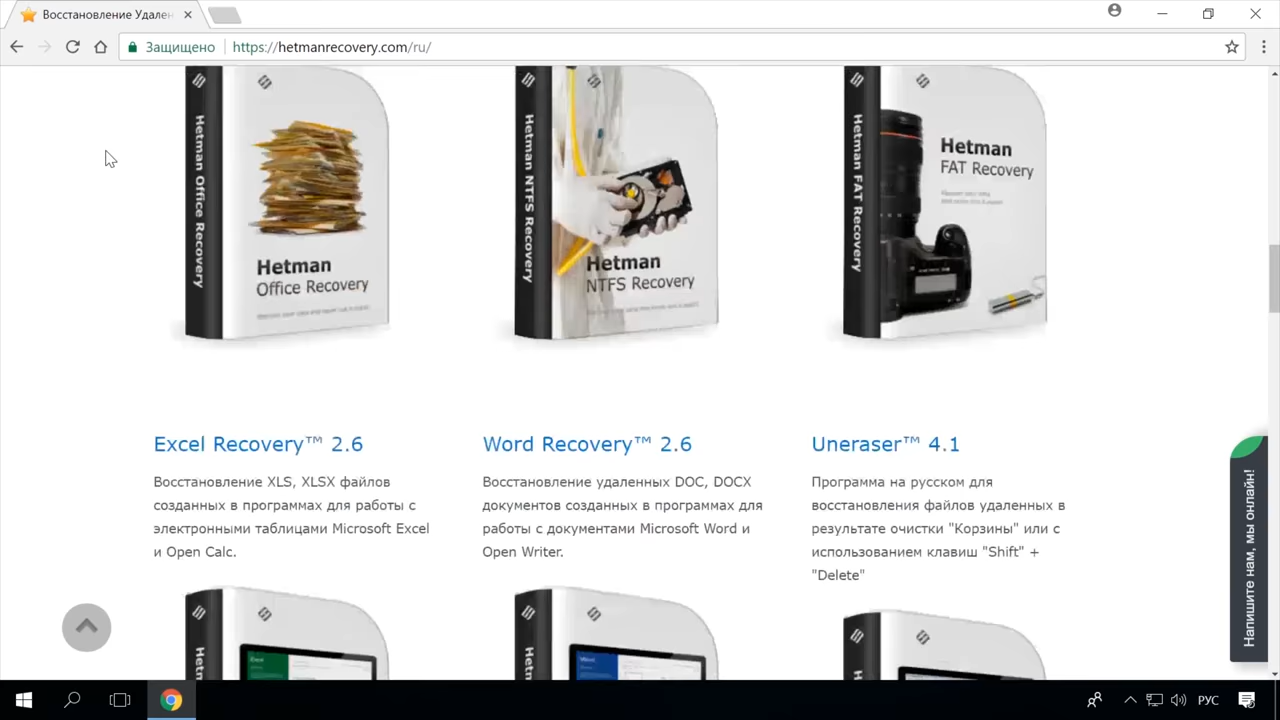 Восстановление Удален
Защищено
https://hetmanrecovery.com/ru/
Hetman Office Recovery
Hetman
Office Recovery
Hetman NTFS Recovery
Hetman
NTFS Recovery
Hetman FAT Recovery
Hetman
FAT Recovery
Excel Recovery™ 2.6
Восстановление XLS, XLSX файлов
созданных в программах для работы с
электронными таблицами Microsoft Excel
и Open Calc.
Word Recovery™ 2.6
Восстановление удаленных DOC, DOCX
документов созданных в программах для
работы с документами Microsoft Word и
Open Writer.
Uneraser™ 4.1
Программа на русском для
восстановления файлов удаленных в
результате очистки "Корзины" или с
использованием клавиш "Shift" +
"Delete"
Напишите нам, мы онлайн!
РУС